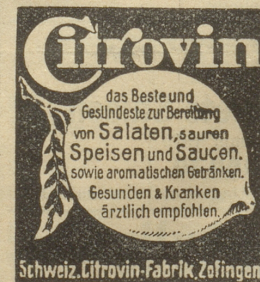 Citrovin
das Beste und
Gesündeste zur Bereitung
von Salaten, sauren
Speisen und Saucen.
sowie aromatischen Getränken.
Gesunden & Kranken
ärztlich empfohlen.
Schweiz. Citrovin-Fabrik, Zofingen